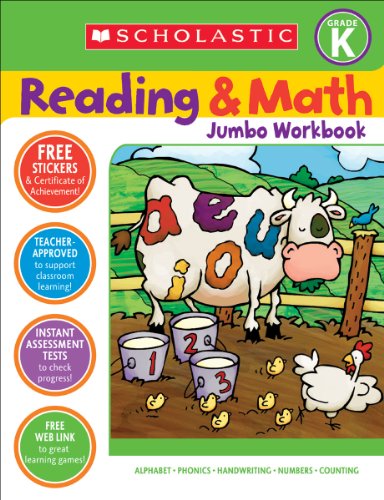 SCHOLASTIC
GRADE
K
Reading & Math
Jumbo Workbook
FREE
STICKERS
& Certificate of
Achievement!
TEACHER-
APPROVED
to support
classroom
learning!
INSTANT
ASSESSMENT
TESTS
to check
progress!
FREE
WEB LINK
to great
learning games!
a e u
i o
1 2 3
ALPHABET • PHONICS • HANDWRITING • NUMBERS • COUNTING